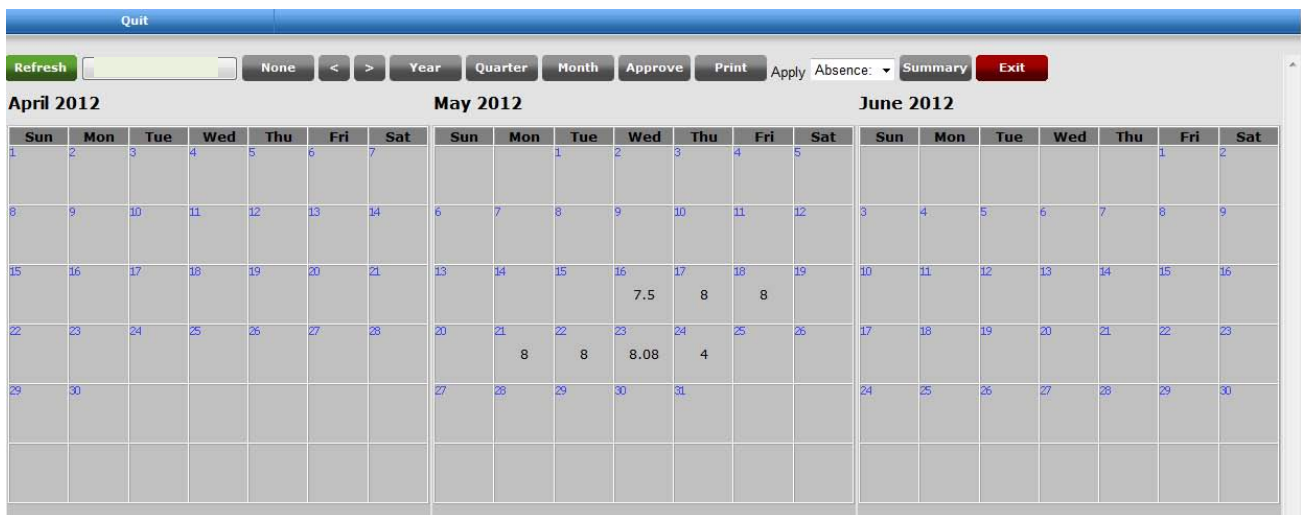 Quit
Refresh None < > Year Quarter Month Approve Print Apply Absence: Summary Exit
April 2012
Sun Mon Tue Wed Thu Fri Sat
1 2 3 4 5 6 7
8 9 10 11 12 13 14
15 16 17 18 19 20 21
22 23 24 25 26 27 28
29 30
May 2012
Sun Mon Tue Wed Thu Fri Sat
1 2 3 4 5
6 7 8 9 10 11 12
13 14 15 16 17 18 19
7.5 8 8
20 21 22 23 24 25 26
8 8 8.08 4
27 28 29 30 31
June 2012
Sun Mon Tue Wed Thu Fri Sat
1 2
3 4 5 6 7 8 9
10 11 12 13 14 15 16
17 18 19 20 21 22 23
24 25 26 27 28 29 30